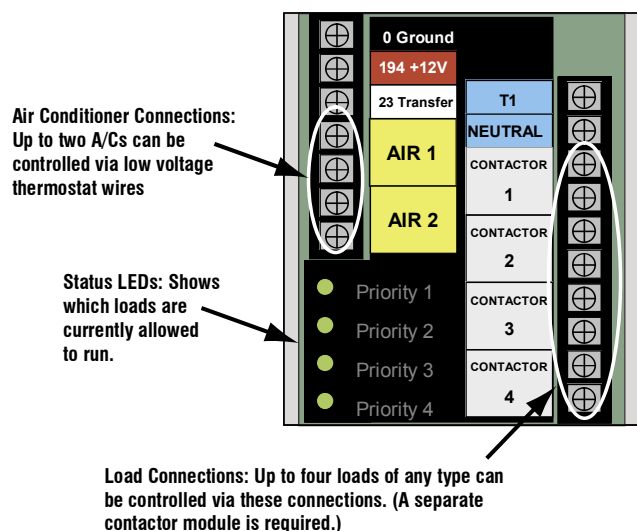 0 Ground
194 +12V
23 Transfer
T1
NEUTRAL
AIR 1
AIR 2
CONTACTOR
1
CONTACTOR
2
CONTACTOR
3
CONTACTOR
4
Air Conditioner Connections:
Up to two A/Cs can be
controlled via low voltage
thermostat wires
Status LEDs: Shows
which loads are
currently allowed
to run.
Priority 1
Priority 2
Priority 3
Priority 4
Load Connections: Up to four loads of any type can
be controlled via these connections. (A separate
contactor module is required.)